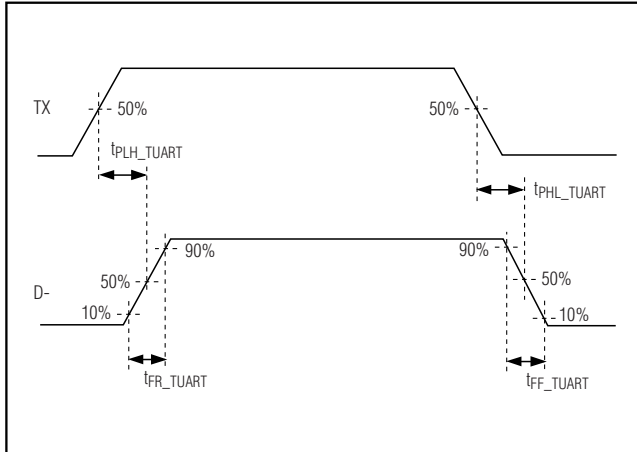 TX
50%
50%
tPLH_TUART
tPHL_TUART
90%
90%
D-
50%
50%
10%
10%
tFR_TUART
tFF_TUART